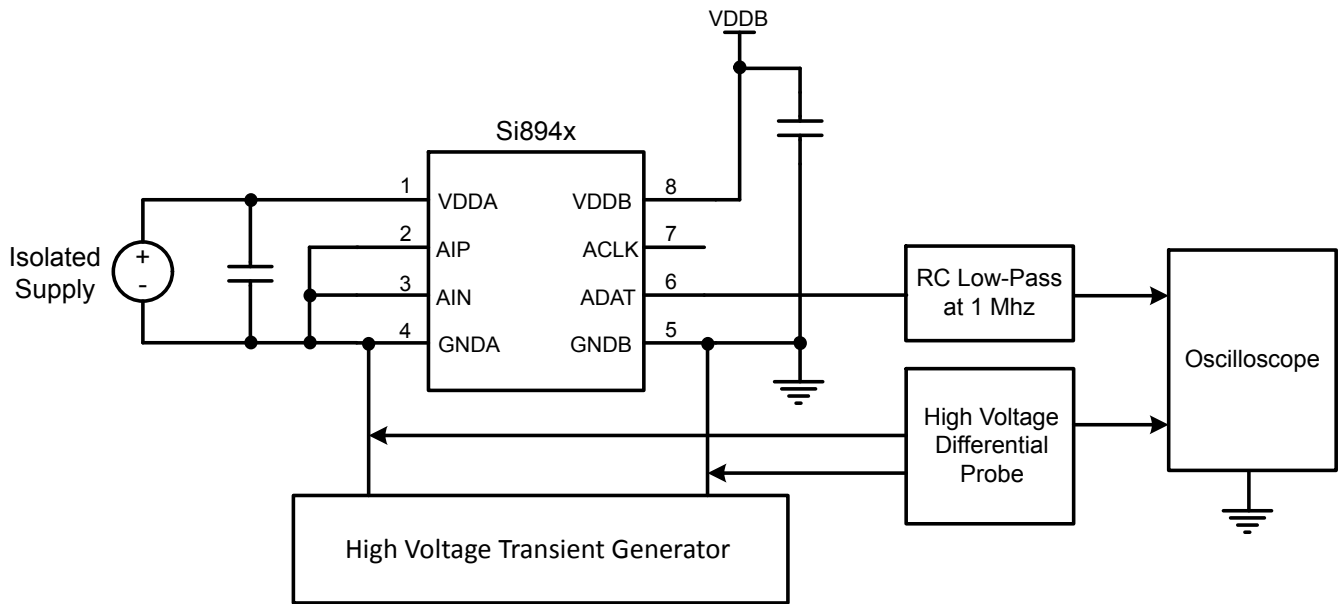 VDDB
Si894x
Isolated
Supply
+
-
1
2
3
4
VDDA
AIP
AIN
GNDA
VDDB
ACLK
ADAT
GNDB
8
7
6
5
RC Low-Pass
at 1 Mhz
High Voltage
Differential
Probe
Oscilloscope
High Voltage Transient Generator